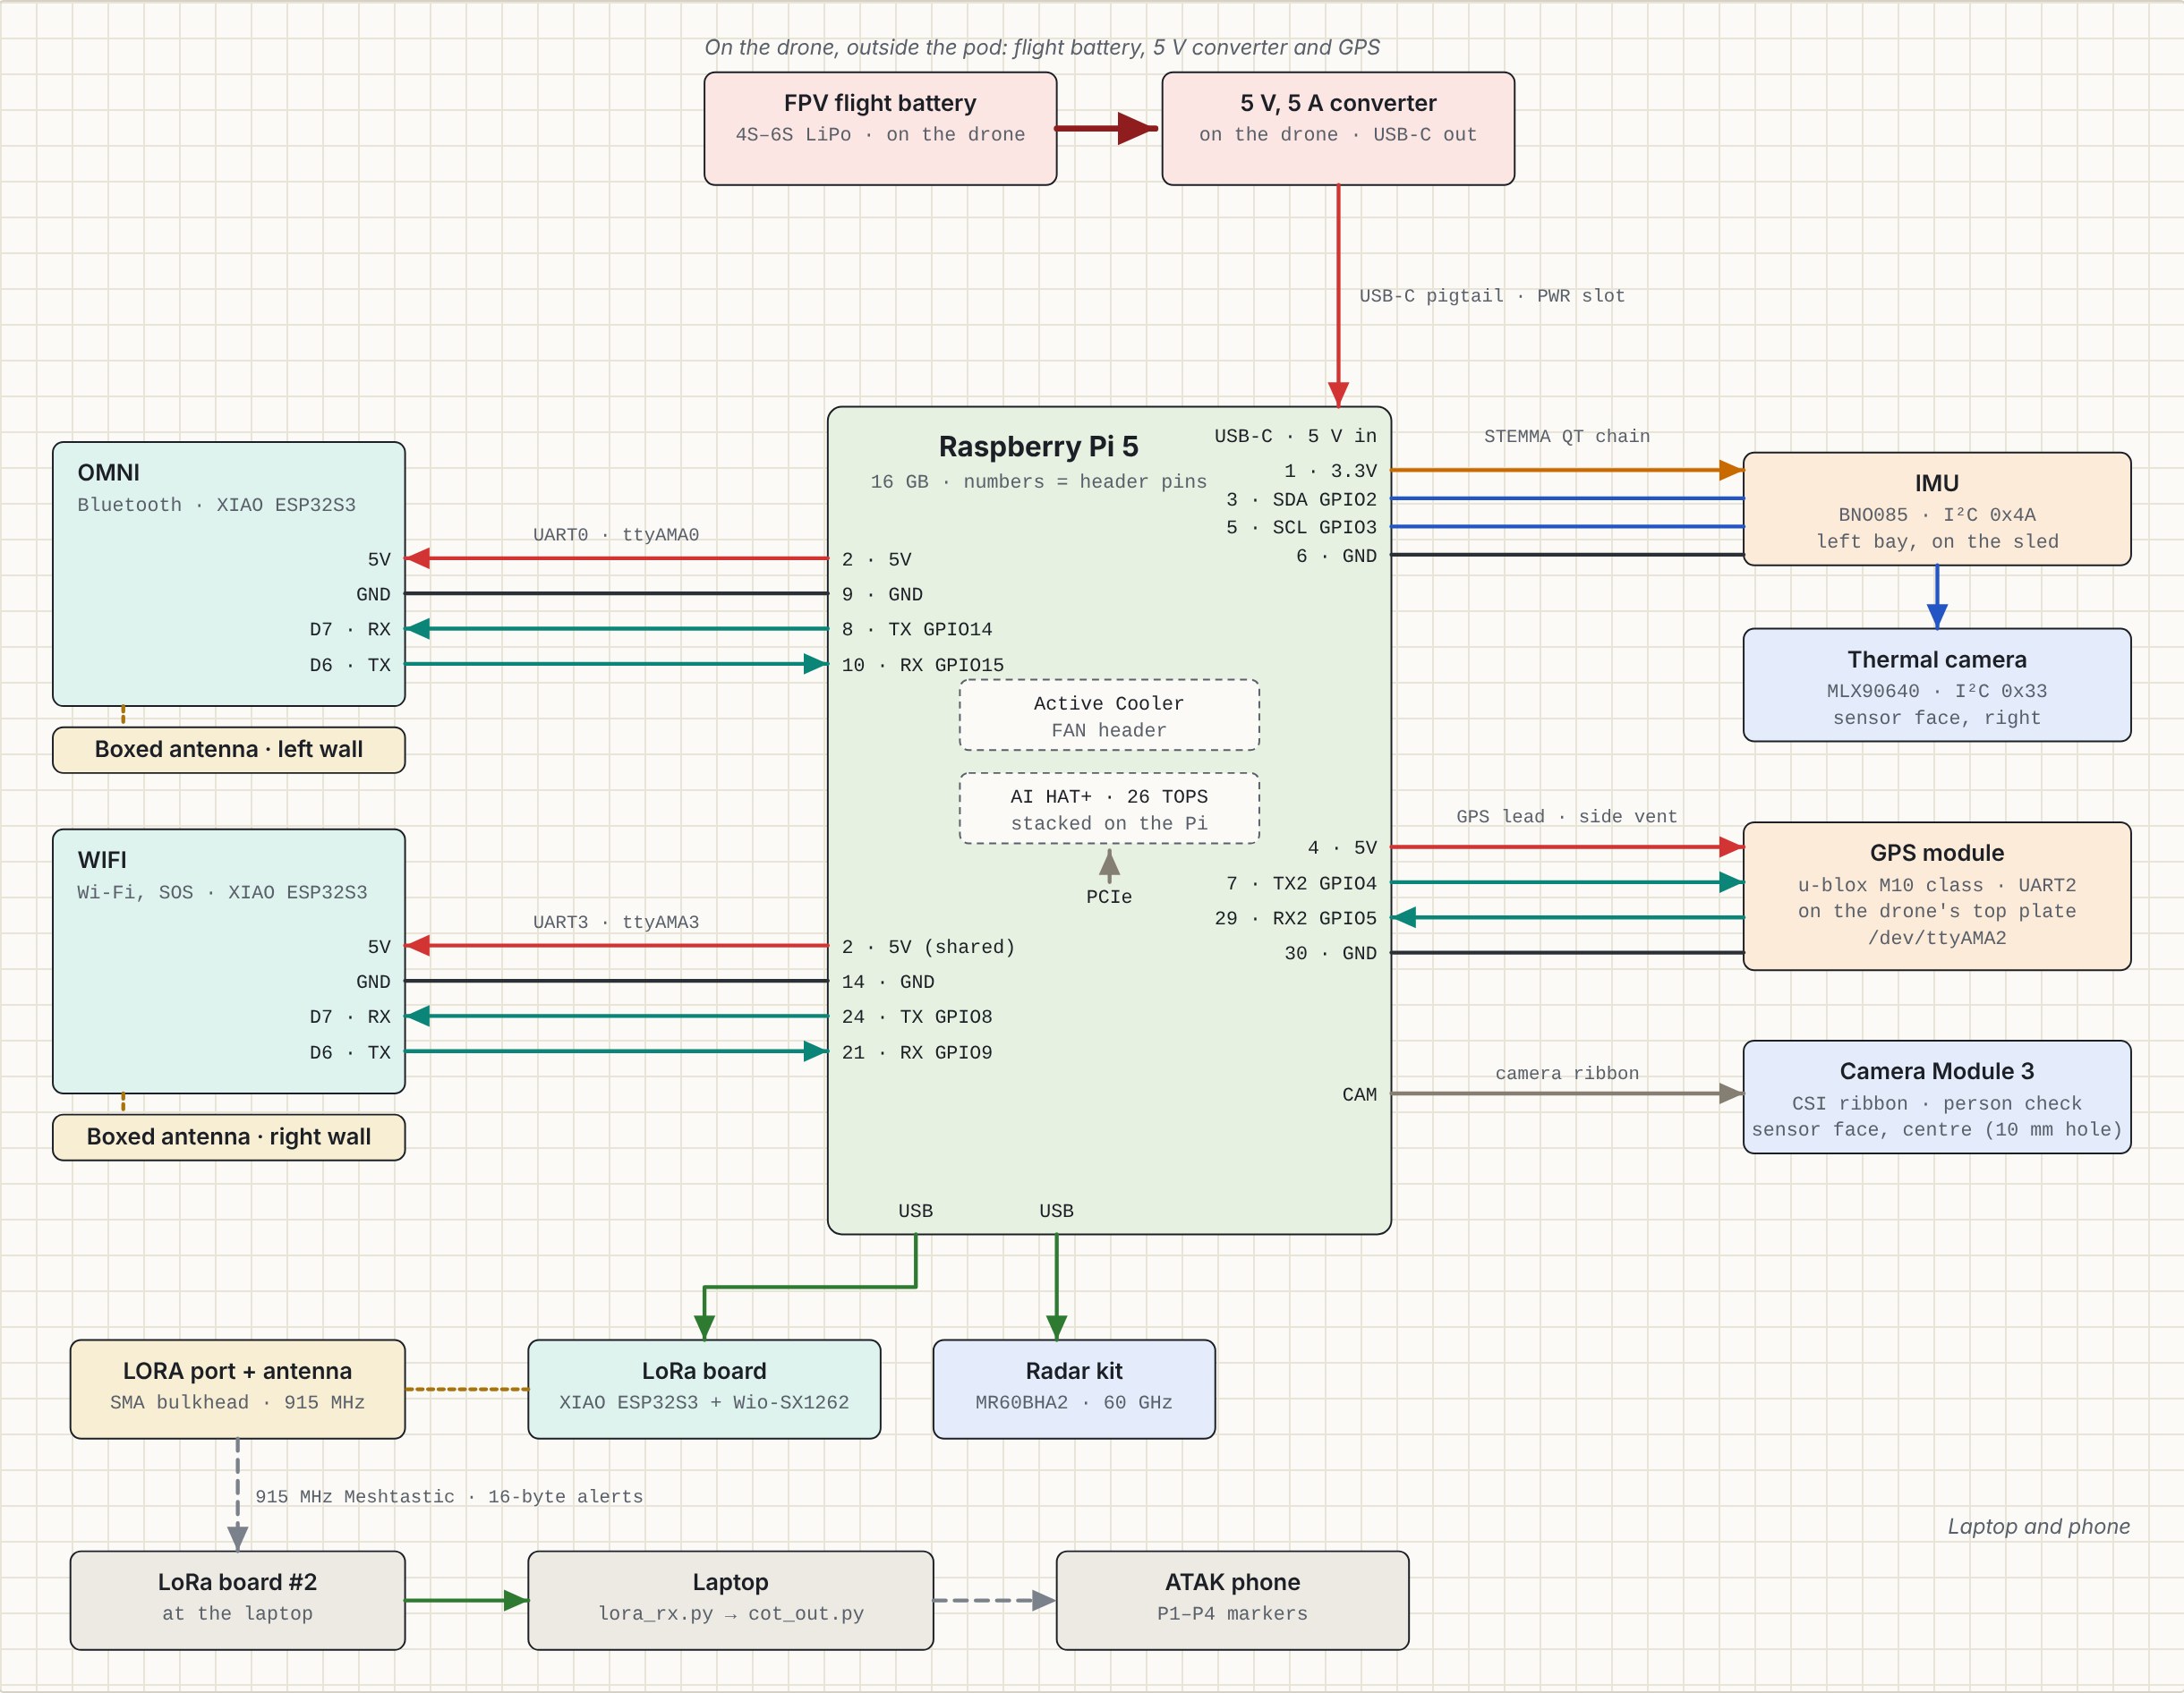 On the drone, outside the pod: flight battery, 5 V converter and GPS
FPV flight battery
4S–6S LiPo · on the drone
5 V, 5 A converter
on the drone · USB-C out
USB-C pigtail · PWR slot
OMNI
Bluetooth · XIAO ESP32S3
5V
GND
D7 · RX
D6 · TX
UART0 · ttyAMA0
Boxed antenna · left wall
WIFI
Wi-Fi, SOS · XIAO ESP32S3
5V
GND
D7 · RX
D6 · TX
UART3 · ttyAMA3
Boxed antenna · right wall
Raspberry Pi 5
16 GB · numbers = header pins
2 · 5V
9 · GND
8 · TX GPIO14
10 · RX GPIO15
Active Cooler
FAN header
AI HAT+ · 26 TOPS
stacked on the Pi
PCIe
2 · 5V (shared)
14 · GND
24 · TX GPIO8
21 · RX GPIO9
USB-C · 5 V in
1 · 3.3V
3 · SDA GPIO2
5 · SCL GPIO3
6 · GND
4 · 5V
7 · TX2 GPIO4
29 · RX2 GPIO5
30 · GND
CAM
USB
USB
STEMMA QT chain
IMU
BNO085 · I²C 0x4A
left bay, on the sled
Thermal camera
MLX90640 · I²C 0x33
sensor face, right
GPS lead · side vent
GPS module
u-blox M10 class · UART2
on the drone's top plate
/dev/ttyAMA2
camera ribbon
Camera Module 3
CSI ribbon · person check
sensor face, centre (10 mm hole)
LORA port + antenna
SMA bulkhead · 915 MHz
LoRa board
XIAO ESP32S3 + Wio-SX1262
Radar kit
MR60BHA2 · 60 GHz
915 MHz Meshtastic · 16-byte alerts
Laptop and phone
LoRa board #2
at the laptop
Laptop
lora_rx.py → cot_out.py
ATAK phone
P1–P4 markers